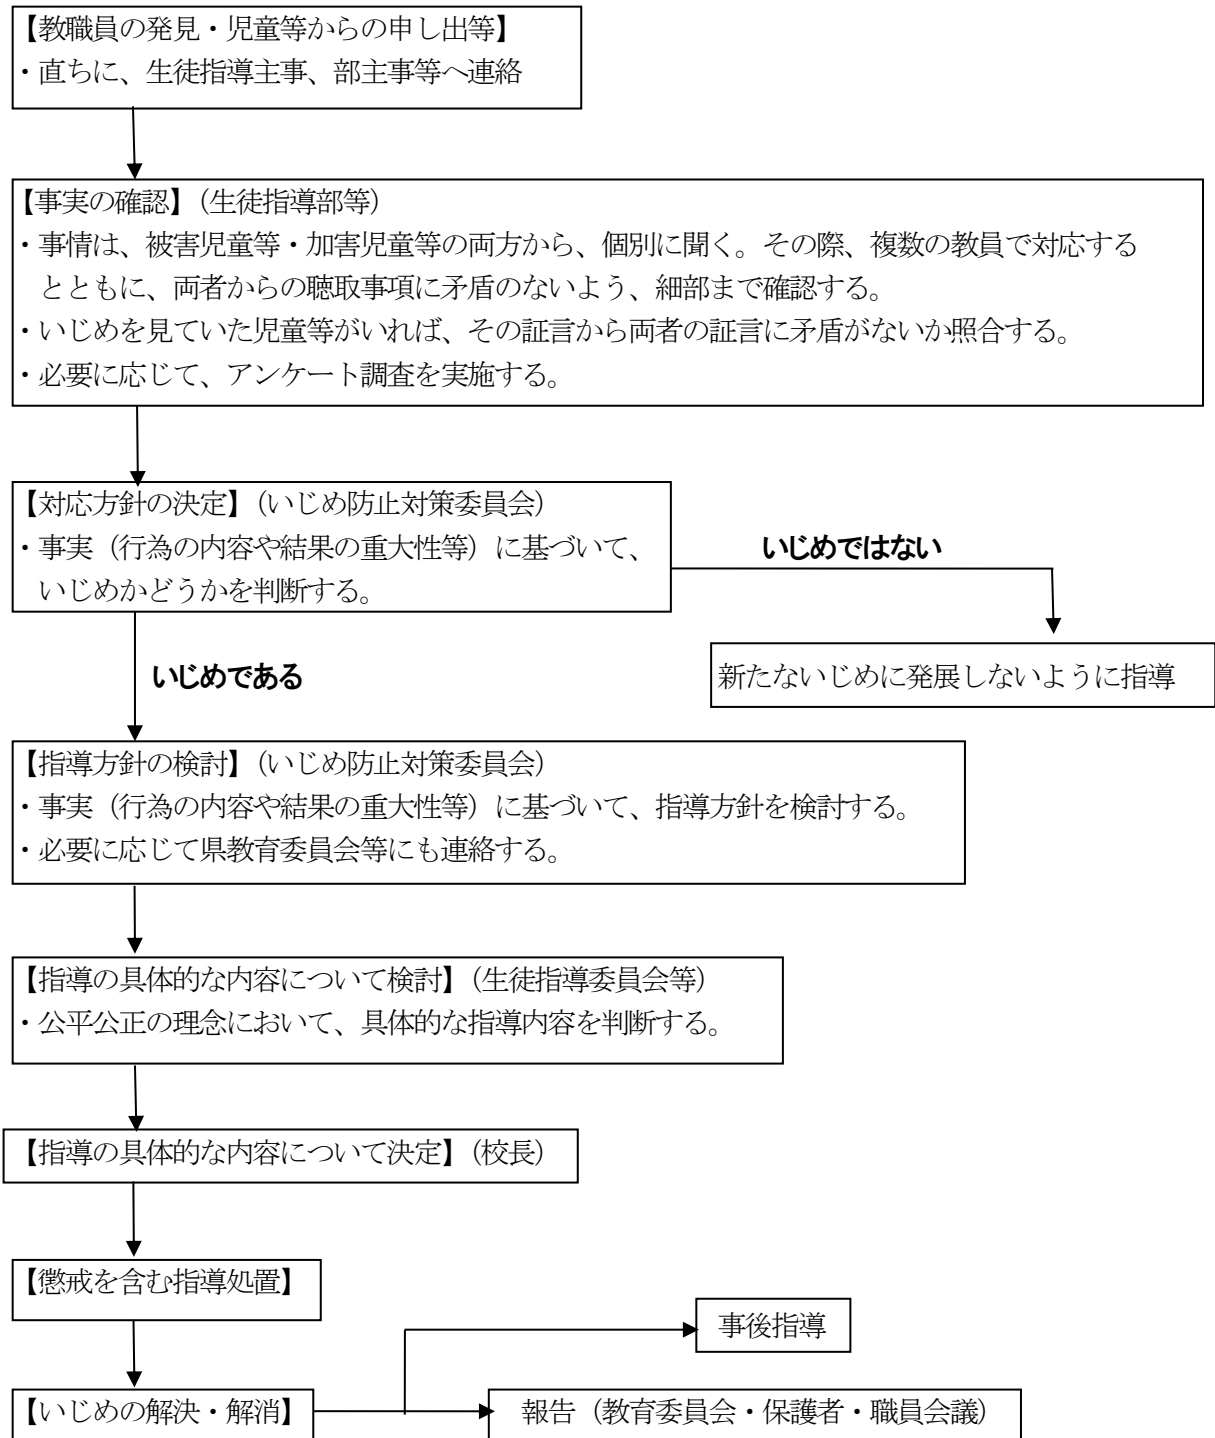 【教職員の発見・児童等からの申し出等】
・直ちに、生徒指導主事、部主事等へ連絡
【事実の確認】（生徒指導部等）
・事情は、被害児童等・加害児童等の両方から、個別に聞く。その際、複数の教員で対応する
とともに、両者からの聴取事項に矛盾のないよう、細部まで確認する。
・いじめを見ていた児童等がいれば、その証言から両者の証言に矛盾がないか照合する。
・必要に応じて、アンケート調査を実施する。
【対応方針の決定】（いじめ防止対策委員会）
・事実（行為の内容や結果の重大性等）に基づいて、
いじめかどうかを判断する。
いじめではない
新たないじめに発展しないように指導
いじめである
【指導方針の検討】（いじめ防止対策委員会）
・事実（行為の内容や結果の重大性等）に基づいて、指導方針を検討する。
・必要に応じて県教育委員会等にも連絡する。
【指導の具体的な内容について検討】（生徒指導委員会等）
・公平公正の理念において、具体的な指導内容を判断する。
【指導の具体的な内容について決定】（校長）
【懲戒を含む指導処置】
事後指導
【いじめの解決・解消】
報告（教育委員会・保護者・職員会議）